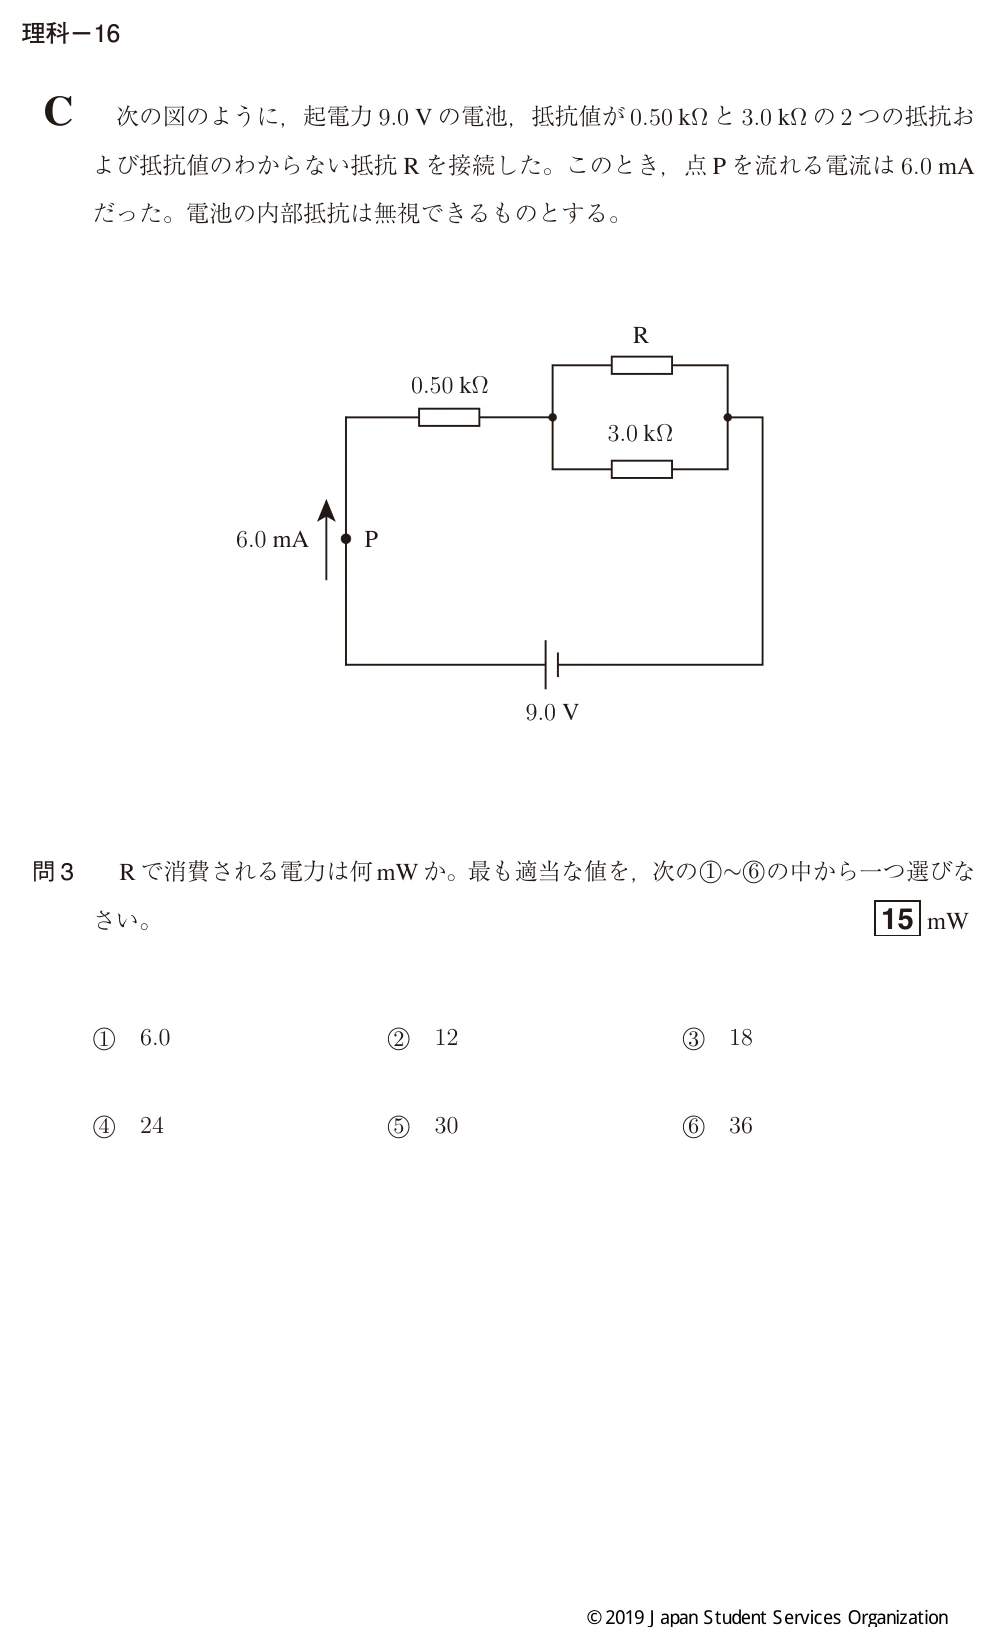 理科－16
C 次の図のように，起電力 9.0 V の電池，抵抗値が 0.50 kΩ と 3.0 kΩ の 2 つの抵抗お
よび抵抗値のわからない抵抗 R を接続した。このとき，点 P を流れる電流は 6.0 mA
だった。電池の内部抵抗は無視できるものとする。
R
0.50 kΩ
3.0 kΩ
6.0 mA P
9.0 V
問 3 R で消費される電力は何 mW か。最も適当な値を，次の①～⑥の中から一つ選びな
さい。 15 mW
① 6.0 ② 12 ③ 18
④ 24 ⑤ 30 ⑥ 36
© 2019 Japan Student Services Organization